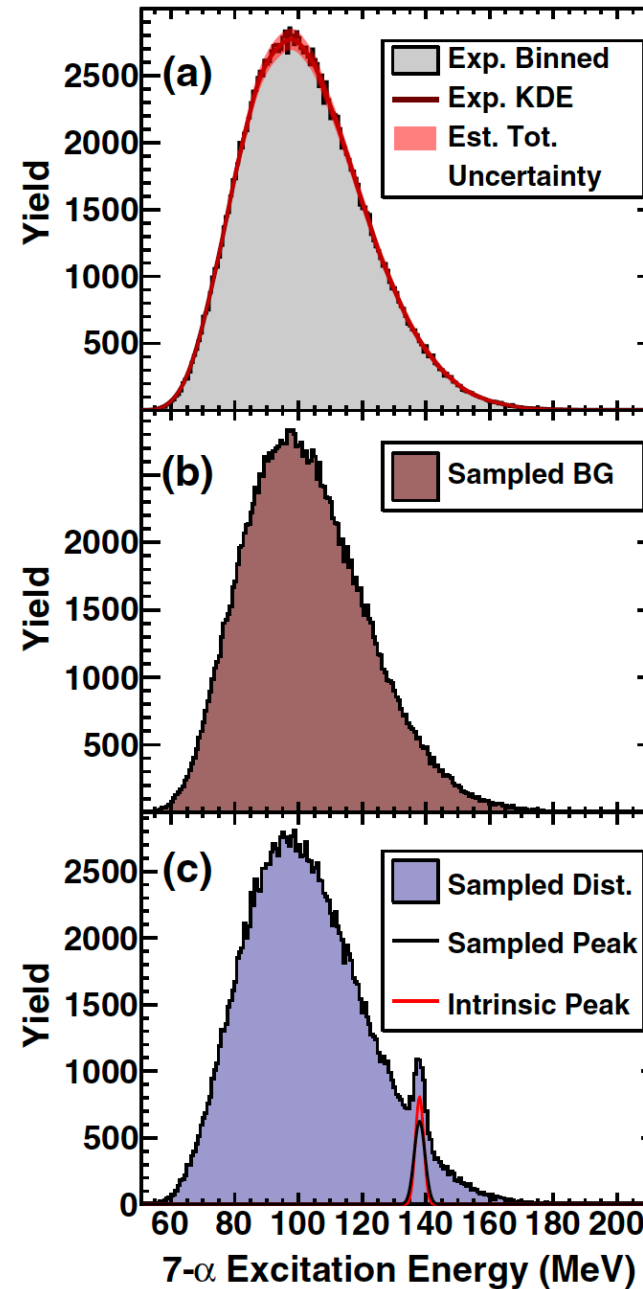 (a)
Exp. Binned
Exp. KDE
Est. Tot.
Uncertainty
Yield
2500
2000
1500
1000
500
(b)
Sampled BG
Yield
2000
1500
1000
500
(c)
Sampled Dist.
Sampled Peak
Intrinsic Peak
Yield
2500
2000
1500
1000
500
0
60 80 100 120 140 160 180 200
7-α Excitation Energy (MeV)